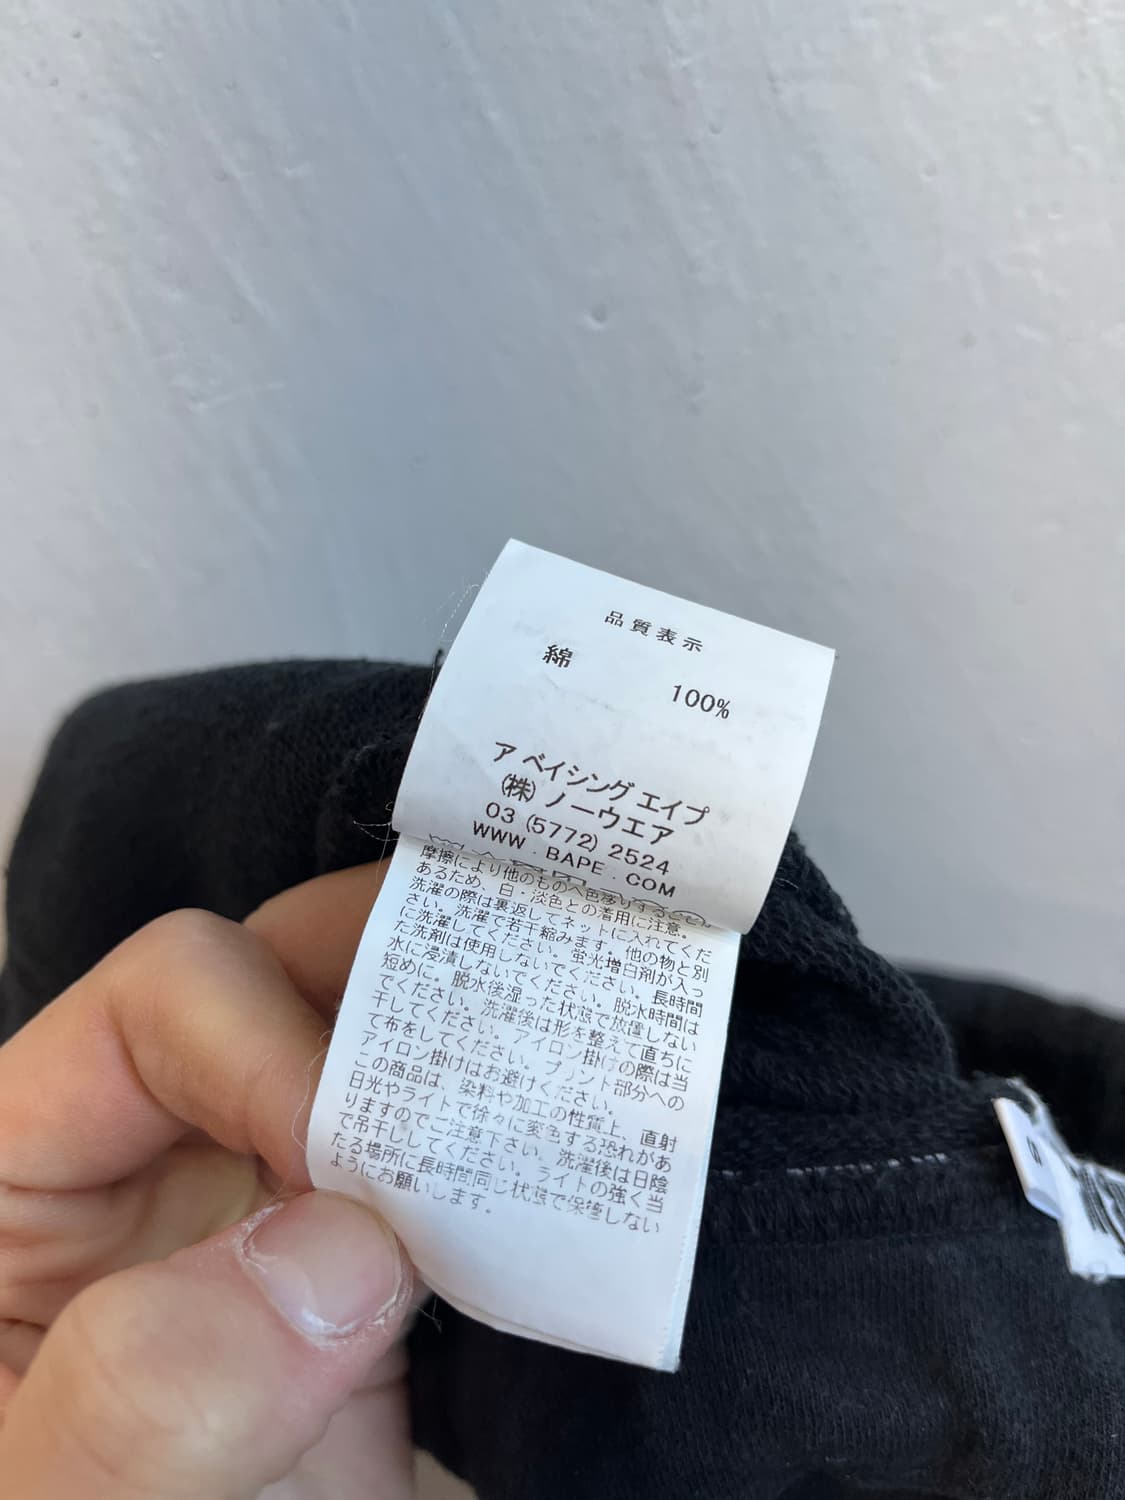 品質表示
綿
100%
ア ベイシング エイプ
(株) ノーウエア
03 (5772) 2524
WWW . BAPE . COM
摩擦により他のものへ色移りすること
あるため、白・淡色との着用に注意。
洗濯の際は裏返してネットに入れてくだ
さい。洗濯で若干縮みます。他の物と別
に洗濯してください。蛍光増白剤が入っ
た洗剤は使用しないでください。長時間
水に浸漬しないでください。脱水時間は
短めに。脱水後湿った状態で放置しない
でください。洗濯後は形を整えて直ちに
干してください。アイロン掛けの際は当
て布をしてください。プリント部分への
アイロン掛けはお避けください。
この商品は、染料や加工の性質上、直射
日光やライトで徐々に変色する恐れがあ
りますのでご注意下さい。洗濯後は日陰
で吊干ししてください。ライトの強く当
たる場所に長時間同じ状態で保管しない
ようにお願いします。